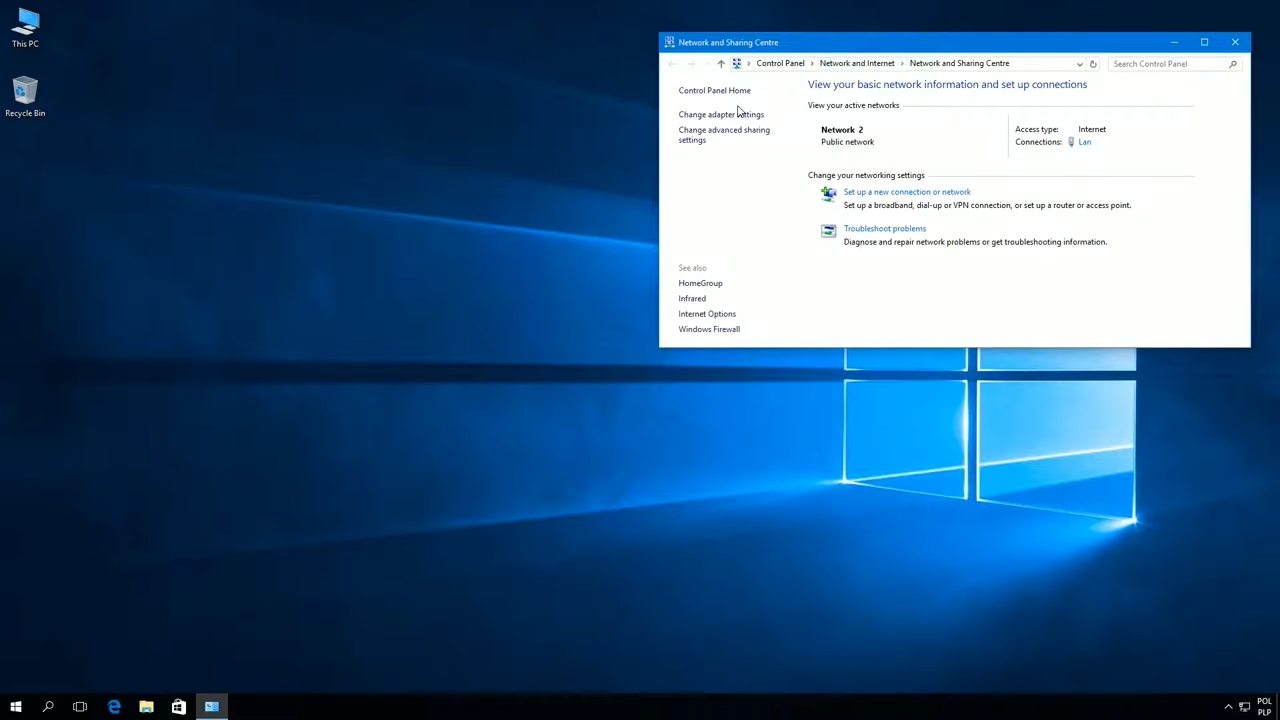 This PC
Recycle Bin
Network and Sharing Centre
Control Panel
Network and Internet
Network and Sharing Centre
Search Control Panel
Control Panel Home
Change adapter settings
Change advanced sharing
settings
See also
HomeGroup
Infrared
Internet Options
Windows Firewall
View your basic network information and set up connections
View your active networks
Network 2
Public network
Access type: Internet
Connections: Lan
Change your networking settings
Set up a new connection or network
Set up a broadband, dial-up or VPN connection, or set up a router or access point.
Troubleshoot problems
Diagnose and repair network problems or get troubleshooting information.
POL
PLP